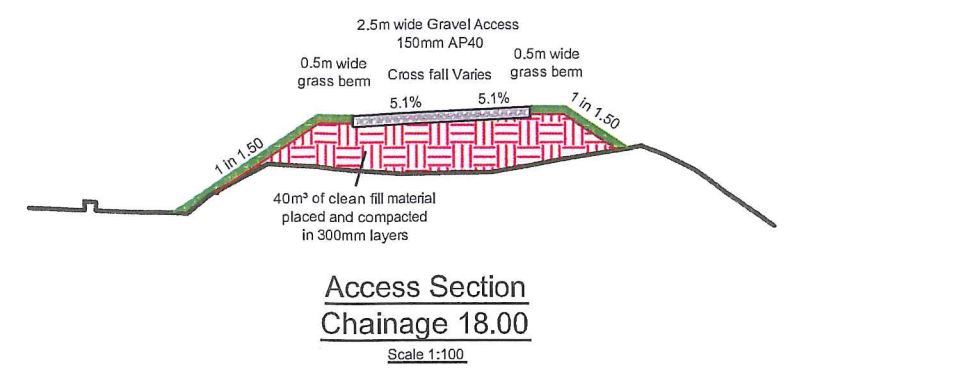 2.5m wide Gravel Access
150mm AP40
0.5m wide
grass berm
Cross fall Varies
0.5m wide
grass berm
5.1%
5.1%
1 in 1.50
1 in 1.50
40m³ of clean fill material
placed and compacted
in 300mm layers
Access Section
Chainage 18.00
Scale 1:100